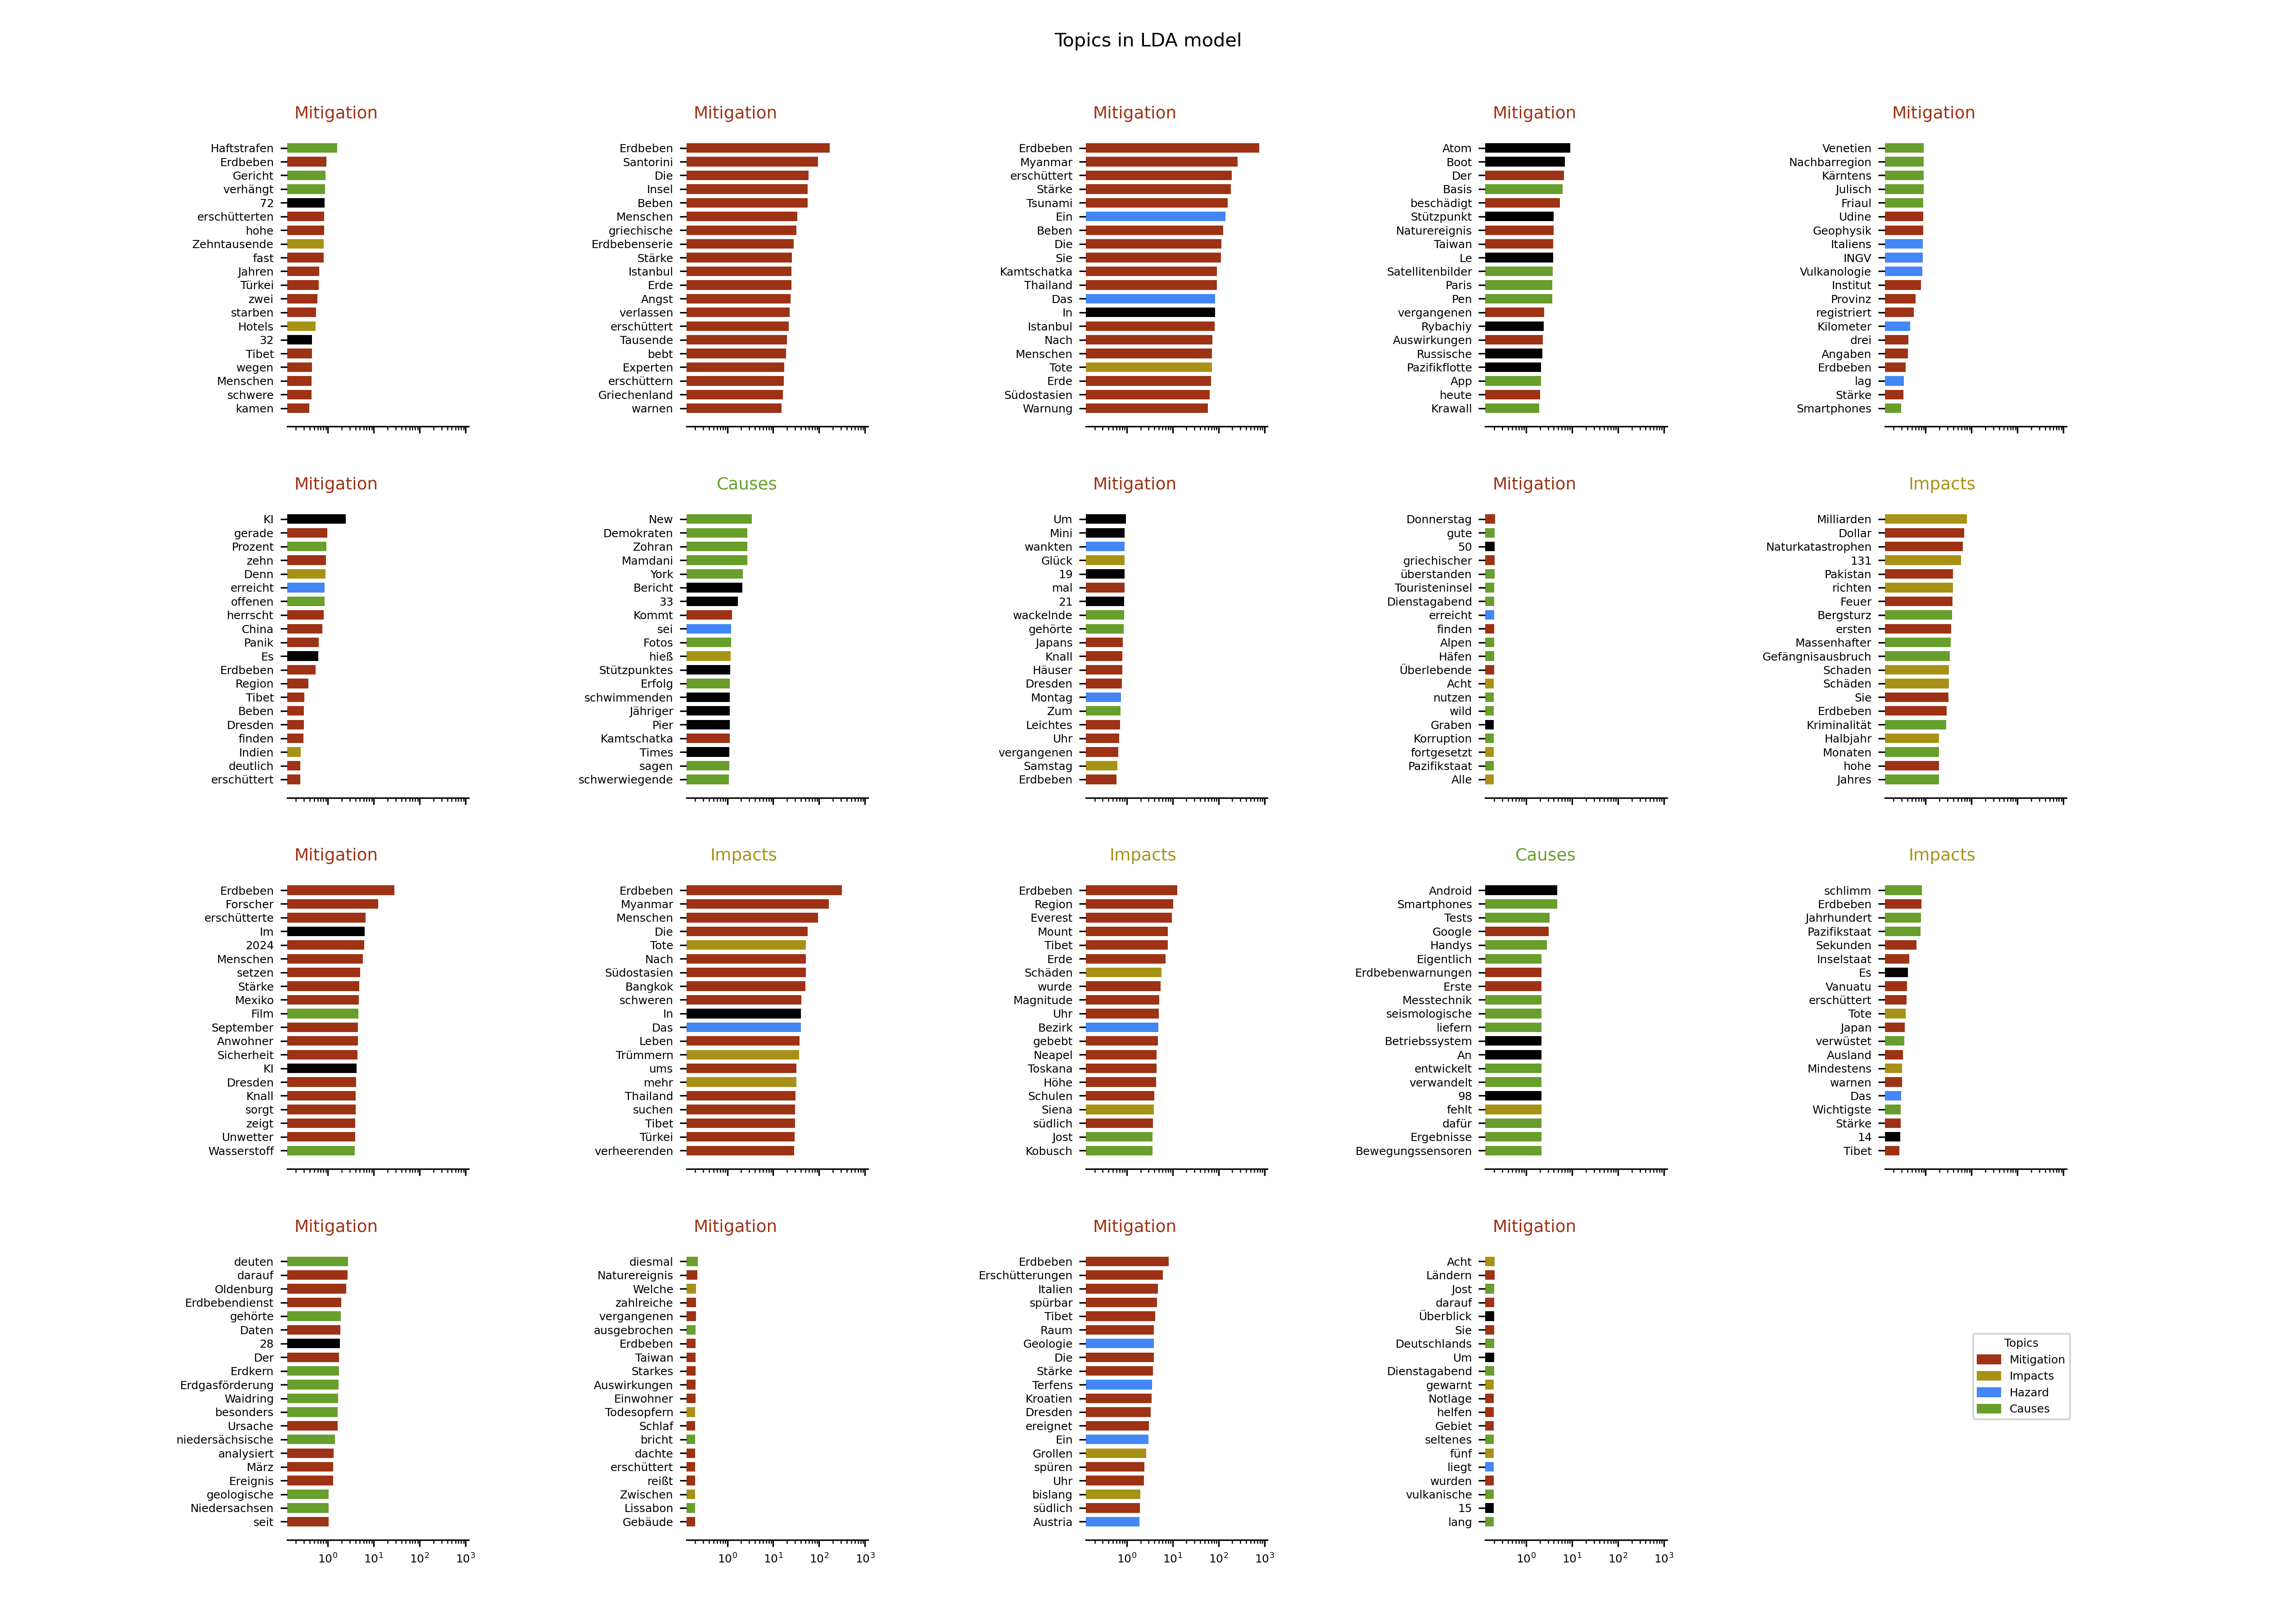 Topics in LDA model
Mitigation
Haftstrafen
Erdbeben
Gericht
verhängt
72
erschütterten
hohe
Zehntausende
fast
Jahren
Türkei
zwei
starben
Hotels
32
Tibet
wegen
Menschen
schwere
kamen
Mitigation
Erdbeben
Santorini
Die
Insel
Beben
Menschen
griechische
Erdbebenserie
Stärke
Istanbul
Erde
Angst
verlassen
erschüttert
Tausende
bebt
Experten
erschüttern
Griechenland
warnen
Mitigation
Erdbeben
Myanmar
erschüttert
Stärke
Tsunami
Ein
Beben
Die
Sie
Kamtschatka
Thailand
Das
In
Istanbul
Nach
Menschen
Tote
Erde
Südostasien
Warnung
Mitigation
Atom
Boot
Der
Basis
beschädigt
Stützpunkt
Naturereignis
Taiwan
Le
Satellitenbilder
Paris
Pen
vergangenen
Rybachiy
Auswirkungen
Russische
Pazifikflotte
App
heute
Krawall
Mitigation
Venetien
Nachbarregion
Kärntens
Julisch
Friaul
Udine
Geophysik
Italiens
INGV
Vulkanologie
Institut
Provinz
registriert
Kilometer
drei
Angaben
Erdbeben
lag
Stärke
Smartphones
Mitigation
KI
gerade
Prozent
zehn
Denn
erreicht
offenen
herrscht
China
Panik
Es
Erdbeben
Region
Tibet
Beben
Dresden
finden
Indien
deutlich
erschüttert
Causes
New
Demokraten
Zohran
Mamdani
York
Bericht
33
Kommt
sei
Fotos
hieß
Stützpunktes
Erfolg
schwimmenden
Jähriger
Pier
Kamtschatka
Times
sagen
schwerwiegende
Mitigation
Um
Mini
wankten
Glück
19
mal
21
wackelnde
gehörte
Japans
Knall
Häuser
Dresden
Montag
Zum
Leichtes
Uhr
vergangenen
Samstag
Erdbeben
Mitigation
Donnerstag
gute
50
griechischer
überstanden
Touristeninsel
Dienstagabend
erreicht
finden
Alpen
Häfen
Überlebende
Acht
nutzen
wild
Graben
Korruption
fortgesetzt
Pazifikstaat
Alle
Impacts
Milliarden
Dollar
Naturkatastrophen
131
Pakistan
richten
Feuer
Bergsturz
ersten
Massenhafter
Gefängnisausbruch
Schaden
Schäden
Sie
Erdbeben
Kriminalität
Halbjahr
Monaten
hohe
Jahres
Mitigation
Erdbeben
Forscher
erschütterte
Im
2024
Menschen
setzen
Stärke
Mexiko
Film
September
Anwohner
Sicherheit
KI
Dresden
Knall
sorgt
zeigt
Unwetter
Wasserstoff
Impacts
Erdbeben
Myanmar
Menschen
Die
Tote
Nach
Südostasien
Bangkok
schweren
In
Das
Leben
Trümmern
ums
mehr
Thailand
suchen
Tibet
Türkei
verheerenden
Impacts
Erdbeben
Region
Everest
Mount
Tibet
Erde
Schäden
wurde
Magnitude
Uhr
Bezirk
gebebt
Neapel
Toskana
Höhe
Schulen
Siena
südlich
Jost
Kobusch
Causes
Android
Smartphones
Tests
Google
Handys
Eigentlich
Erdbebenwarnungen
Erste
Messtechnik
seismologische
liefern
Betriebssystem
An
entwickelt
verwandelt
98
fehlt
dafür
Ergebnisse
Bewegungssensoren
Impacts
schlimm
Erdbeben
Jahrhundert
Pazifikstaat
Sekunden
Inselstaat
Es
Vanuatu
erschüttert
Tote
Japan
verwüstet
Ausland
Mindestens
warnen
Das
Wichtigste
Stärke
14
Tibet
Mitigation
deuten
darauf
Oldenburg
Erdbebendienst
gehörte
Daten
28
Der
Erdkern
Erdgasförderung
Waidring
besonders
Ursache
niedersächsische
analysiert
März
Ereignis
geologische
Niedersachsen
seit
10⁰ 10¹ 10² 10³
Mitigation
diesmal
Naturereignis
Welche
zahlreiche
vergangenen
ausgebrochen
Erdbeben
Taiwan
Starkes
Auswirkungen
Einwohner
Todesopfern
Schlaf
bricht
dachte
erschüttert
reißt
Zwischen
Lissabon
Gebäude
10⁰ 10¹ 10² 10³
Mitigation
Erdbeben
Erschütterungen
Italien
spürbar
Tibet
Raum
Geologie
Die
Stärke
Terfens
Kroatien
Dresden
ereignet
Ein
Grollen
spüren
Uhr
bislang
südlich
Austria
10⁰ 10¹ 10² 10³
Mitigation
Acht
Ländern
Jost
darauf
Überblick
Sie
Deutschlands
Um
Dienstagabend
gewarnt
Notlage
helfen
Gebiet
seltenes
fünf
liegt
wurden
vulkanische
15
lang
10⁰ 10¹ 10² 10³
Topics
Mitigation
Impacts
Hazard
Causes